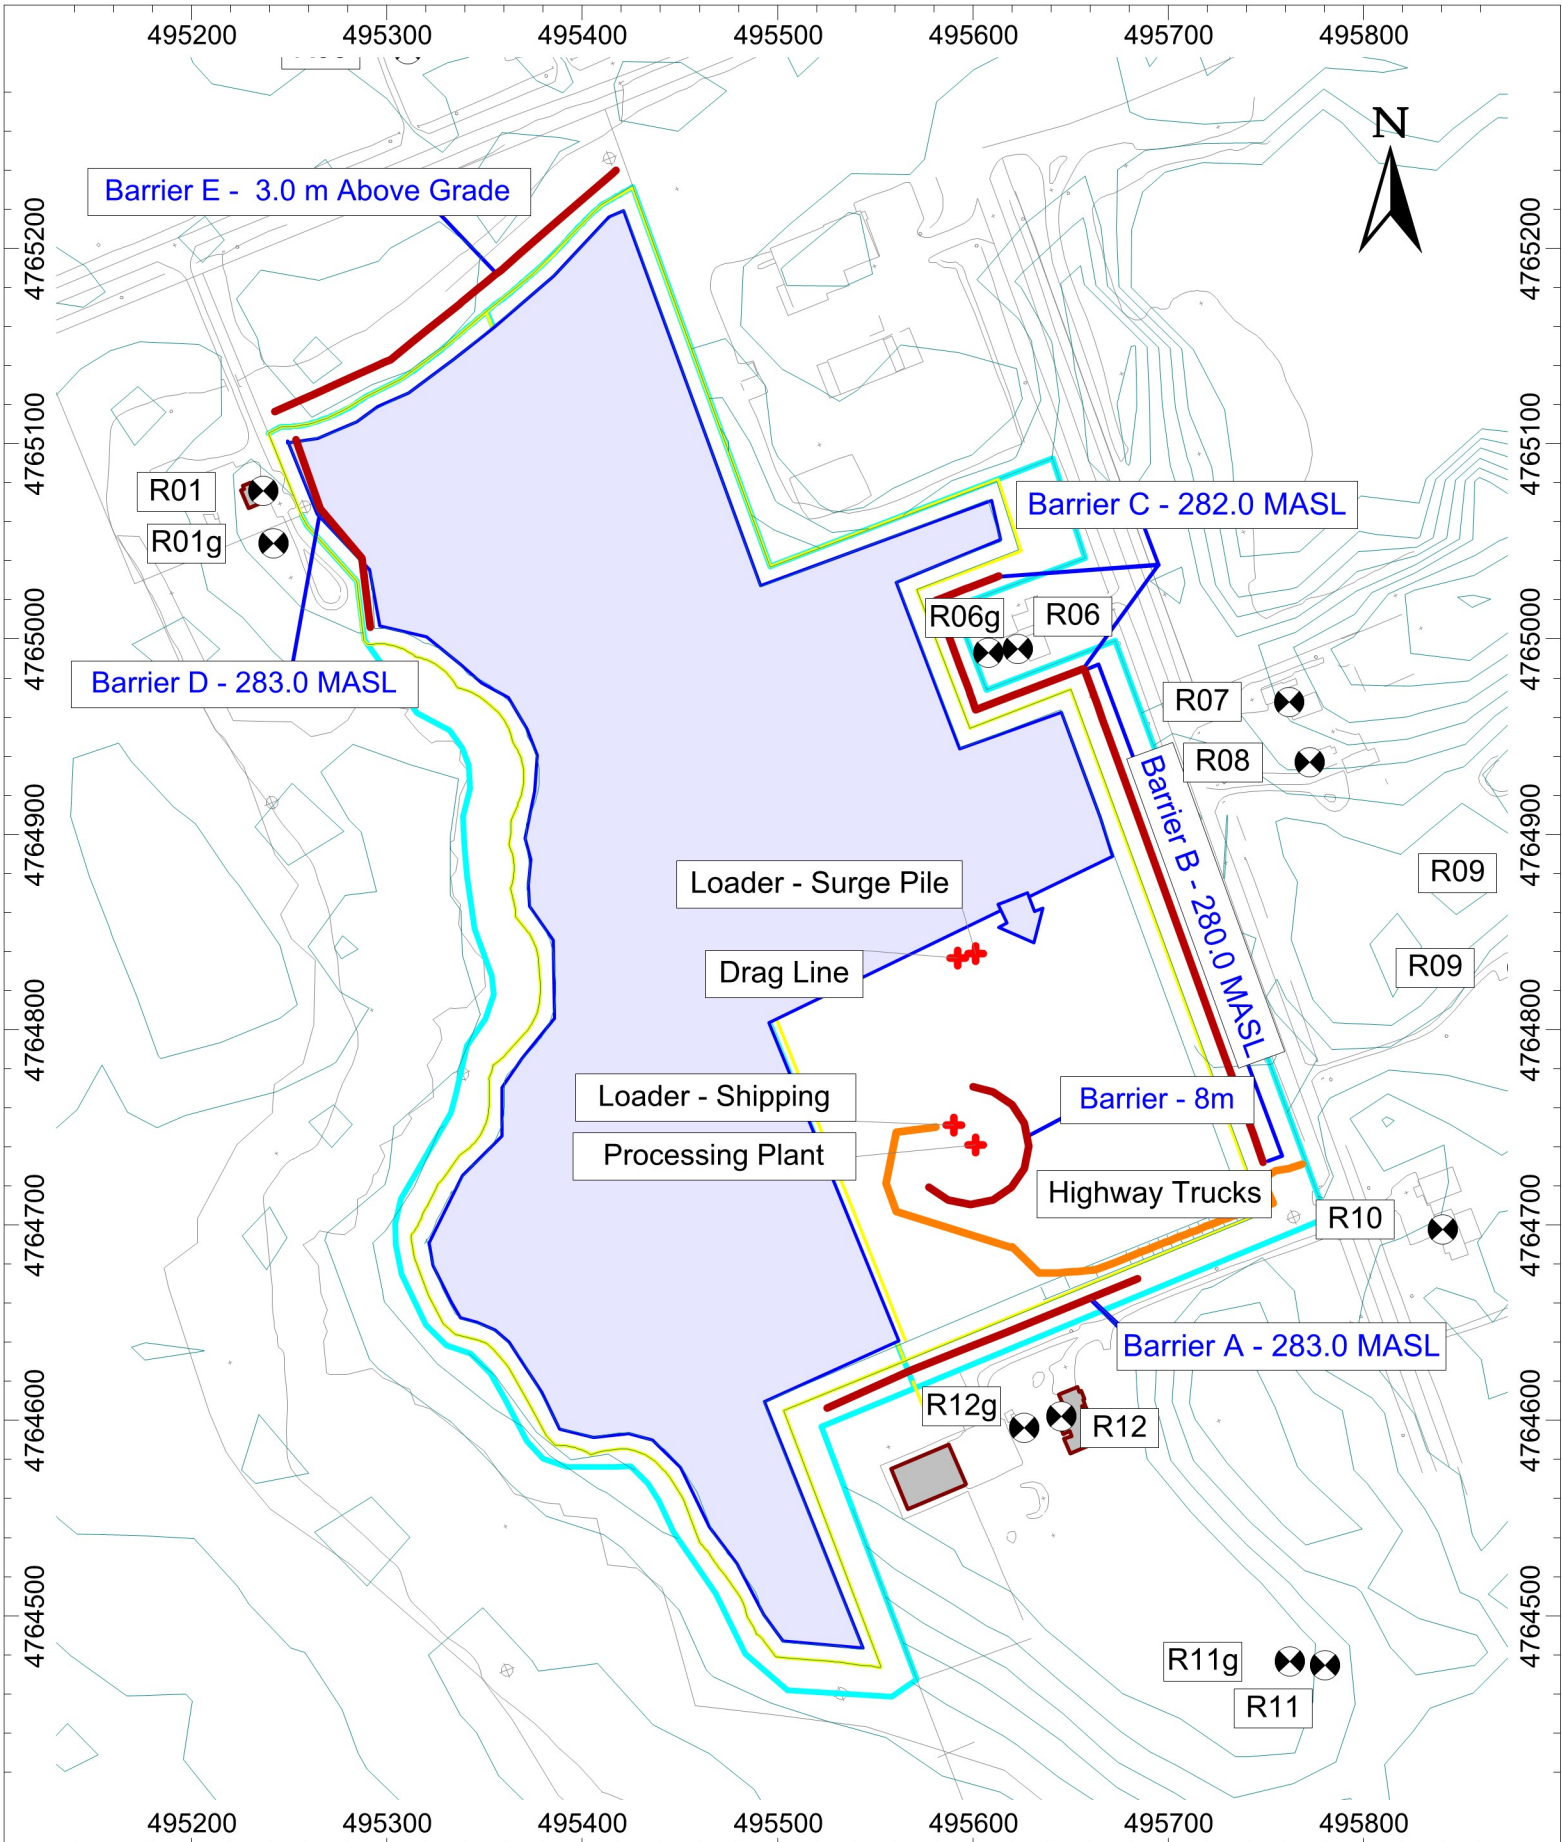 495200 495300 495400 495500 495600 495700 495800
N
Barrier E - 3.0 m Above Grade
4765200
4765200
4765100
4765100
R01
Barrier C - 282.0 MASL
R01g
R06g
R06
4765000
4765000
Barrier D - 283.0 MASL
R07
R08
4764900
4764900
Barrier B - 280.0 MASL
Loader - Surge Pile
R09
Drag Line
R09
4764800
4764800
Loader - Shipping
Barrier - 8m
Processing Plant
Highway Trucks
4764700
4764700
R10
Barrier A - 283.0 MASL
R12g
R12
4764600
4764600
4764500
4764500
R11g
R11
495200 495300 495400 495500 495600 495700 495800